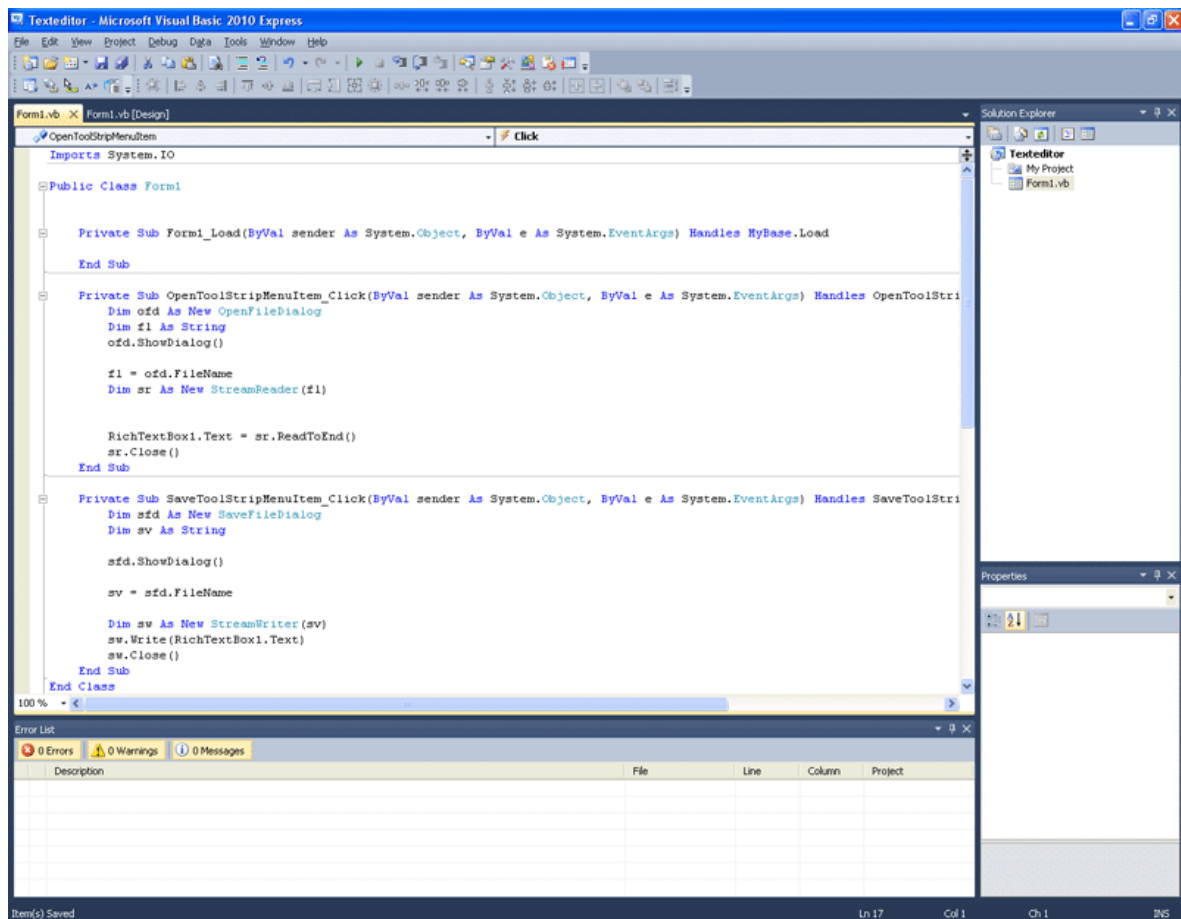 Texteditor - Microsoft Visual Basic 2010 Express
File Edit View Project Debug Data Tools Window Help
Form1.vb Form1.vb [Design]
OpenToolStripMenuItem Click
Imports System.IO
Public Class Form1
Private Sub Form1_Load(ByVal sender As System.Object, ByVal e As System.EventArgs) Handles MyBase.Load
End Sub
Private Sub OpenToolStripMenuItem_Click(ByVal sender As System.Object, ByVal e As System.EventArgs) Handles OpenToolStri
Dim ofd As New OpenFileDialog
Dim fl As String
ofd.ShowDialog()
fl = ofd.FileName
Dim sr As New StreamReader(fl)
RichTextBox1.Text = sr.ReadToEnd()
sr.Close()
End Sub
Private Sub SaveToolStripMenuItem_Click(ByVal sender As System.Object, ByVal e As System.EventArgs) Handles SaveToolStri
Dim sfd As New SaveFileDialog
Dim sv As String
sfd.ShowDialog()
sv = sfd.FileName
Dim sw As New StreamWriter(sv)
sw.Write(RichTextBox1.Text)
sw.Close()
End Sub
End Class
100 %
Solution Explorer
Texteditor
My Project
Form1.vb
Properties
Error List
0 Errors 0 Warnings 0 Messages
Description File Line Column Project
Item(s) Saved Ln 17 Col 1 Ch 1 INS